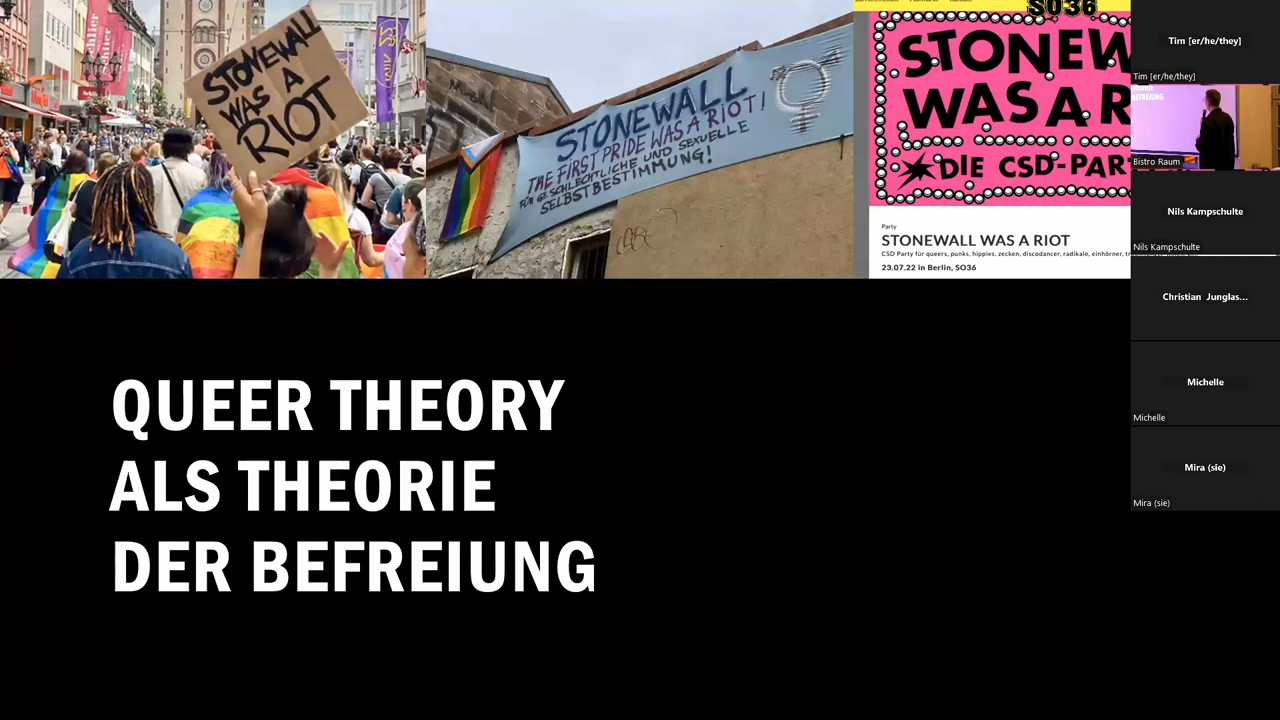 STONEWALL
WAS A
RIOT
STONEWALL
THE FIRST PRIDE WAS A RIOT!
FÜR GESCHLECHTLICHE UND SEXUELLE
SELBSTBESTIMMUNG!
SO36
STONEW
WAS A R
DIE CSD-PAR
Party
STONEWALL WAS A RIOT
CSD Party für queers, punks, hippies, zecken, discodancer, radikale, einhörner,
23.07.22 in Berlin, SO36
QUEER THEORY
ALS THEORIE
DER BEFREIUNG
Tim [er/he/they]
Tim [er/he/they]
BEFREIUNG
Bistro Raum
Nils Kampschulte
Nils Kampschulte
Christian Junglas...
Michelle
Michelle
Mira (sie)
Mira (sie)